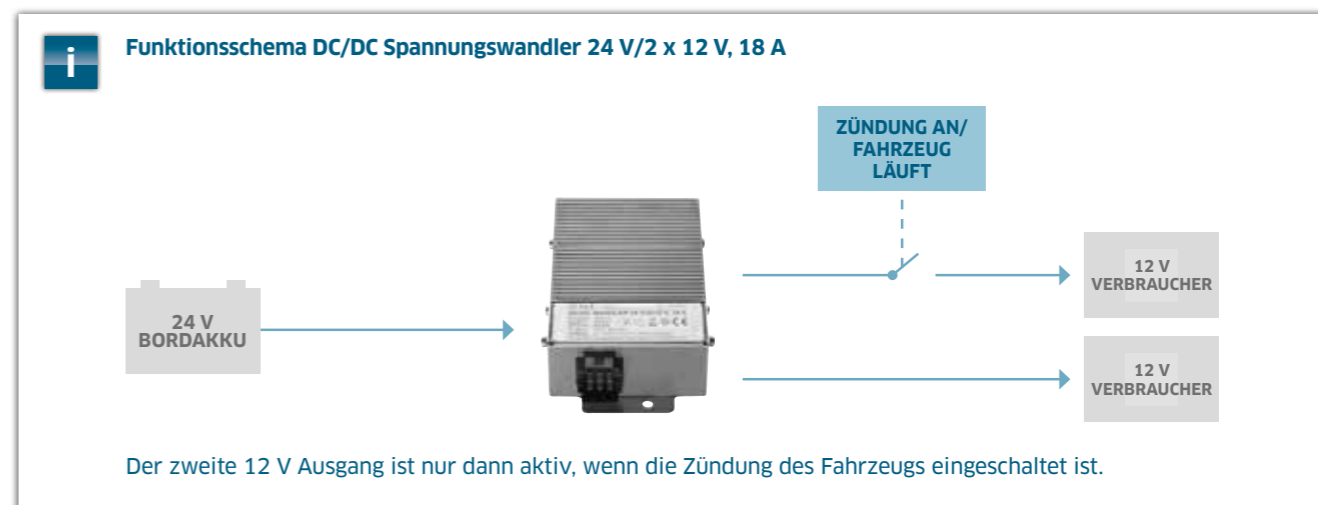 i
Funktionsschema DC/DC Spannungswandler 24 V/2 x 12 V, 18 A
ZÜNDUNG AN/
FAHRZEUG
LÄUFT
24 V
BORDAKKU
12 V
VERBRAUCHER
12 V
VERBRAUCHER
Der zweite 12 V Ausgang ist nur dann aktiv, wenn die Zündung des Fahrzeugs eingeschaltet ist.